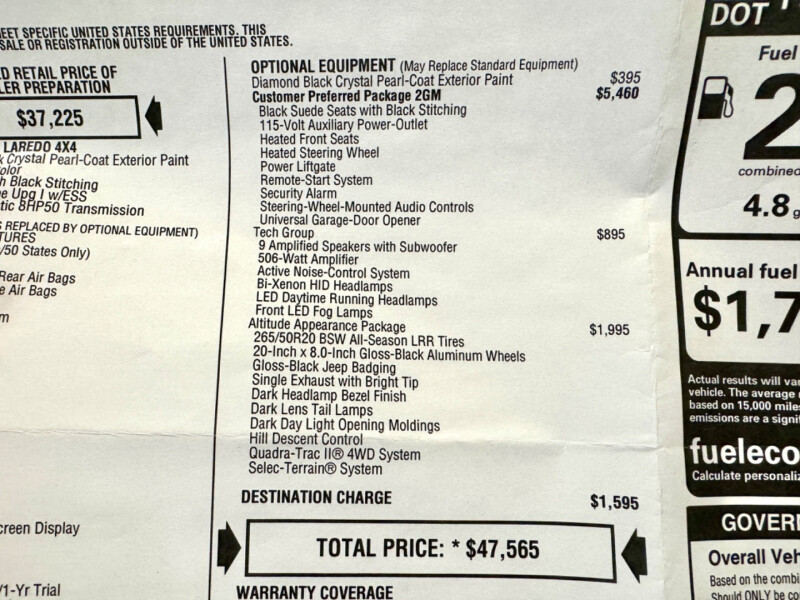 EET SPECIFIC UNITED STATES REQUIREMENTS. THIS
SALE OR REGISTRATION OUTSIDE OF THE UNITED STATES.
D RETAIL PRICE OF
LER PREPARATION
$37,225
LAREDO 4X4
k Crystal Pearl-Coat Exterior Paint
olor
h Black Stitching
e Upg I w/ESS
tic 8HP50 Transmission
S REPLACED BY OPTIONAL EQUIPMENT)
TURES
/50 States Only)
Rear Air Bags
e Air Bags
m
creen Display
/1-Yr Trial
OPTIONAL EQUIPMENT (May Replace Standard Equipment)
Diamond Black Crystal Pearl-Coat Exterior Paint $395
Customer Preferred Package 2GM $5,460
Black Suede Seats with Black Stitching
115-Volt Auxiliary Power-Outlet
Heated Front Seats
Heated Steering Wheel
Power Liftgate
Remote-Start System
Security Alarm
Steering-Wheel-Mounted Audio Controls
Universal Garage-Door Opener
Tech Group $895
9 Amplified Speakers with Subwoofer
506-Watt Amplifier
Active Noise-Control System
Bi-Xenon HID Headlamps
LED Daytime Running Headlamps
Front LED Fog Lamps
Altitude Appearance Package $1,995
265/50R20 BSW All-Season LRR Tires
20-Inch x 8.0-Inch Gloss-Black Aluminum Wheels
Gloss-Black Jeep Badging
Single Exhaust with Bright Tip
Dark Headlamp Bezel Finish
Dark Lens Tail Lamps
Dark Day Light Opening Moldings
Hill Descent Control
Quadra-Trac II® 4WD System
Selec-Terrain® System
DESTINATION CHARGE $1,595
TOTAL PRICE: * $47,565
WARRANTY COVERAGE
DOT
Fuel
2
combined
4.8 g
Annual fuel
$1,7
Actual results will va
vehicle. The average
based on 15,000 mile
emissions are a signif
fueleco
Calculate personaliz
GOVER
Overall Veh
Based on the combi
Should ONLY be co